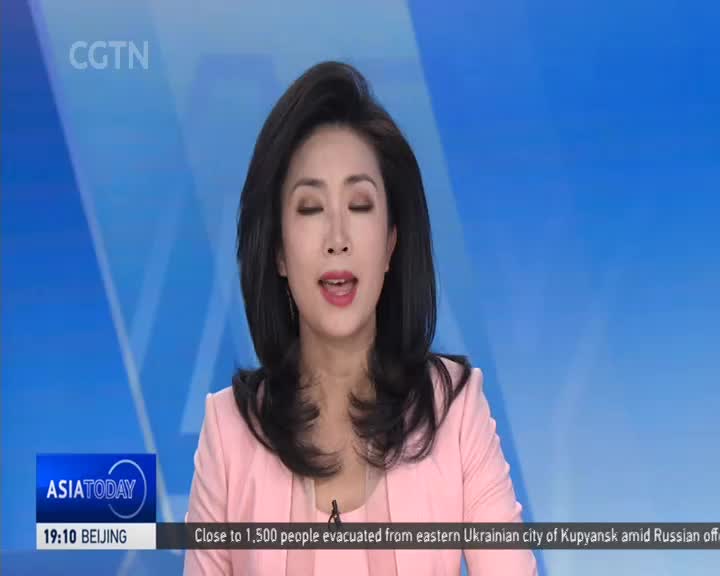 CGTN
ASIATODAY
19:10 BEIJING
Close to 1,500 people evacuated from eastern Ukrainian city of Kupyansk amid Russian off